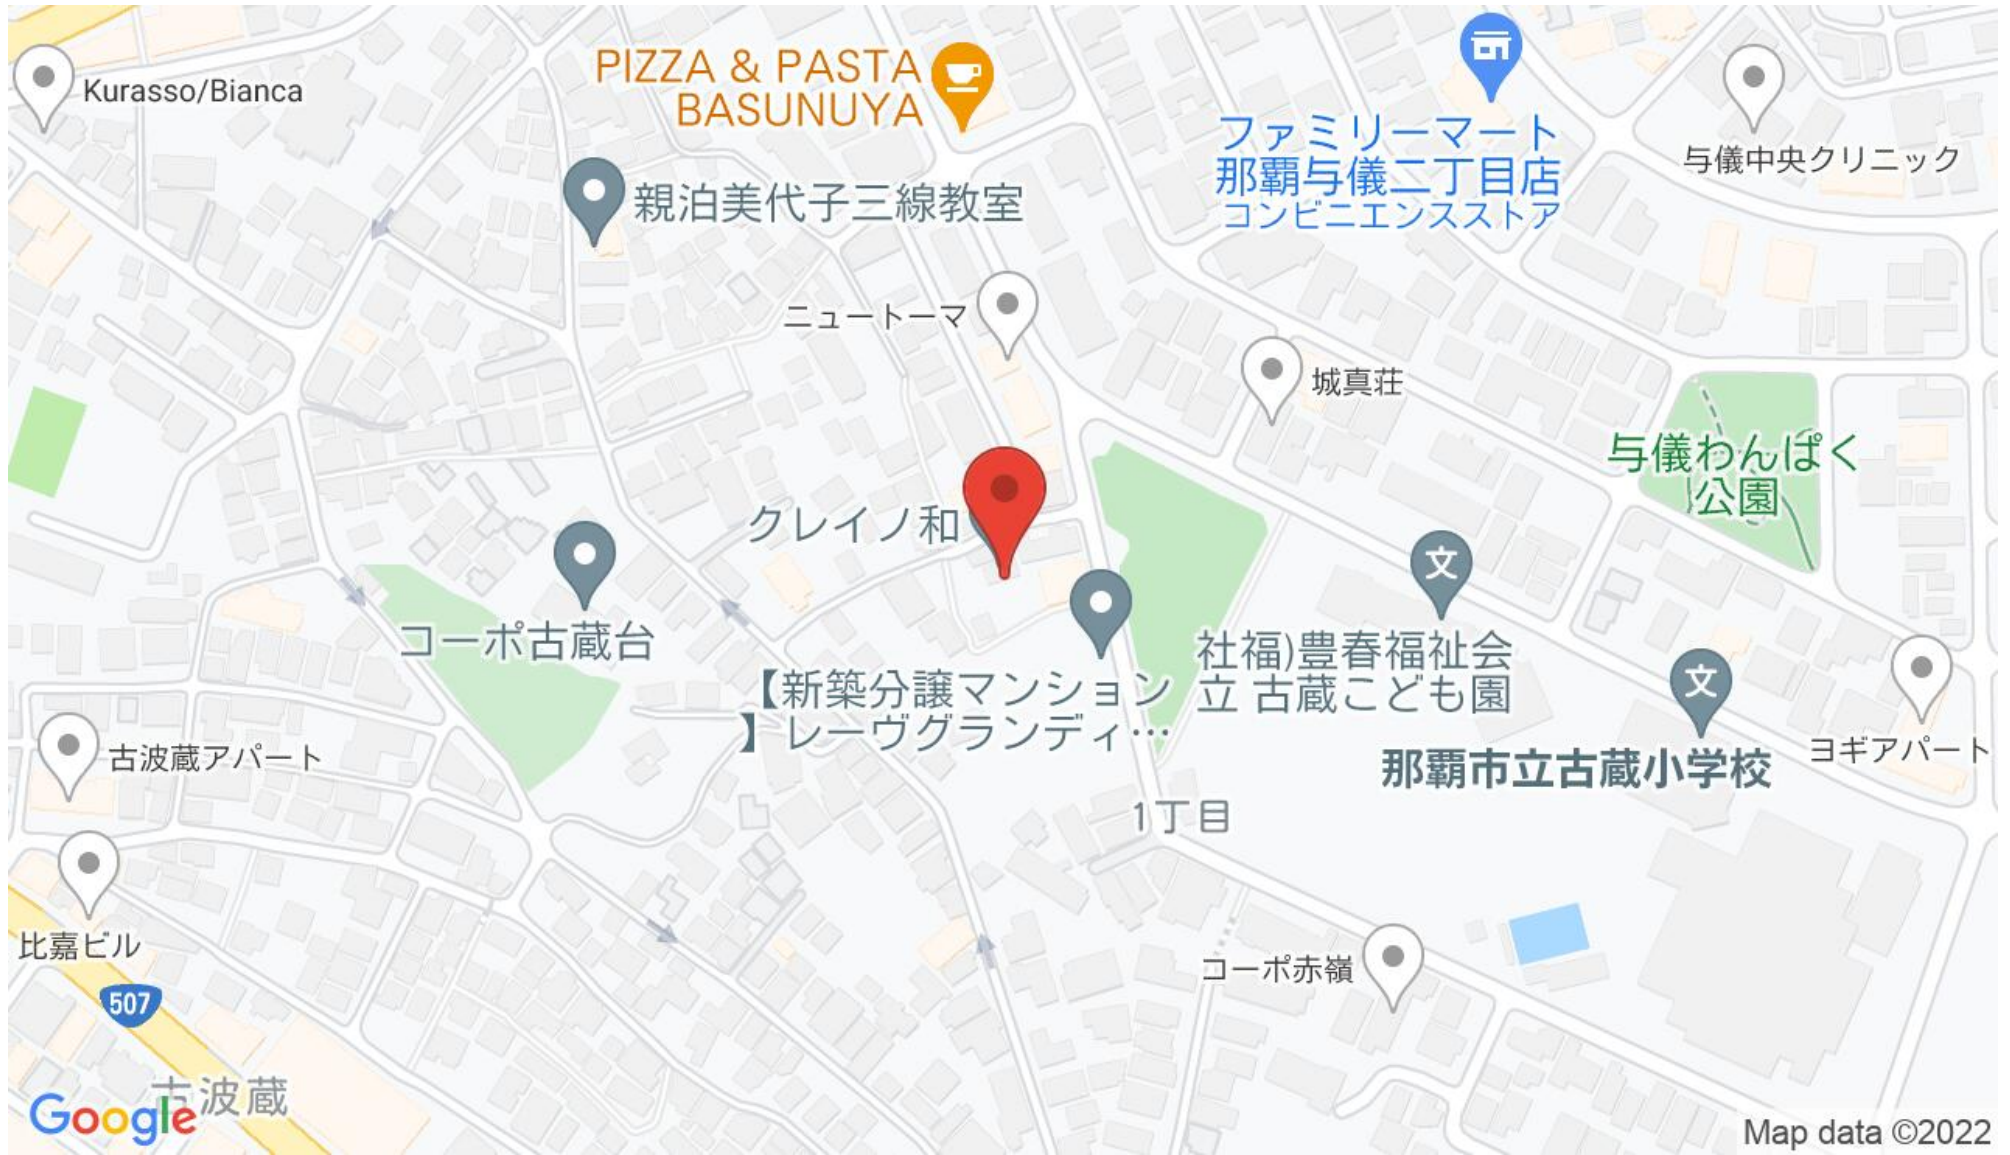 Kurasso/Bianca
PIZZA & PASTA
BASUNUYA
ファミリーマート
那覇与儀二丁目店
コンビニエンスストア
与儀中央クリニック
親泊美代子三線教室
ニュートーマ
城真荘
与儀わんぱく
公園
クレイノ和
文
コーポ古蔵台
社福)豊春福祉会
立 古蔵こども園
【新築分譲マンション
】レーヴグランディ…
文
那覇市立古蔵小学校
ヨギアパート
古波蔵アパート
1丁目
比嘉ビル
コーポ赤嶺
507
古波蔵
Google
Map data ©2022